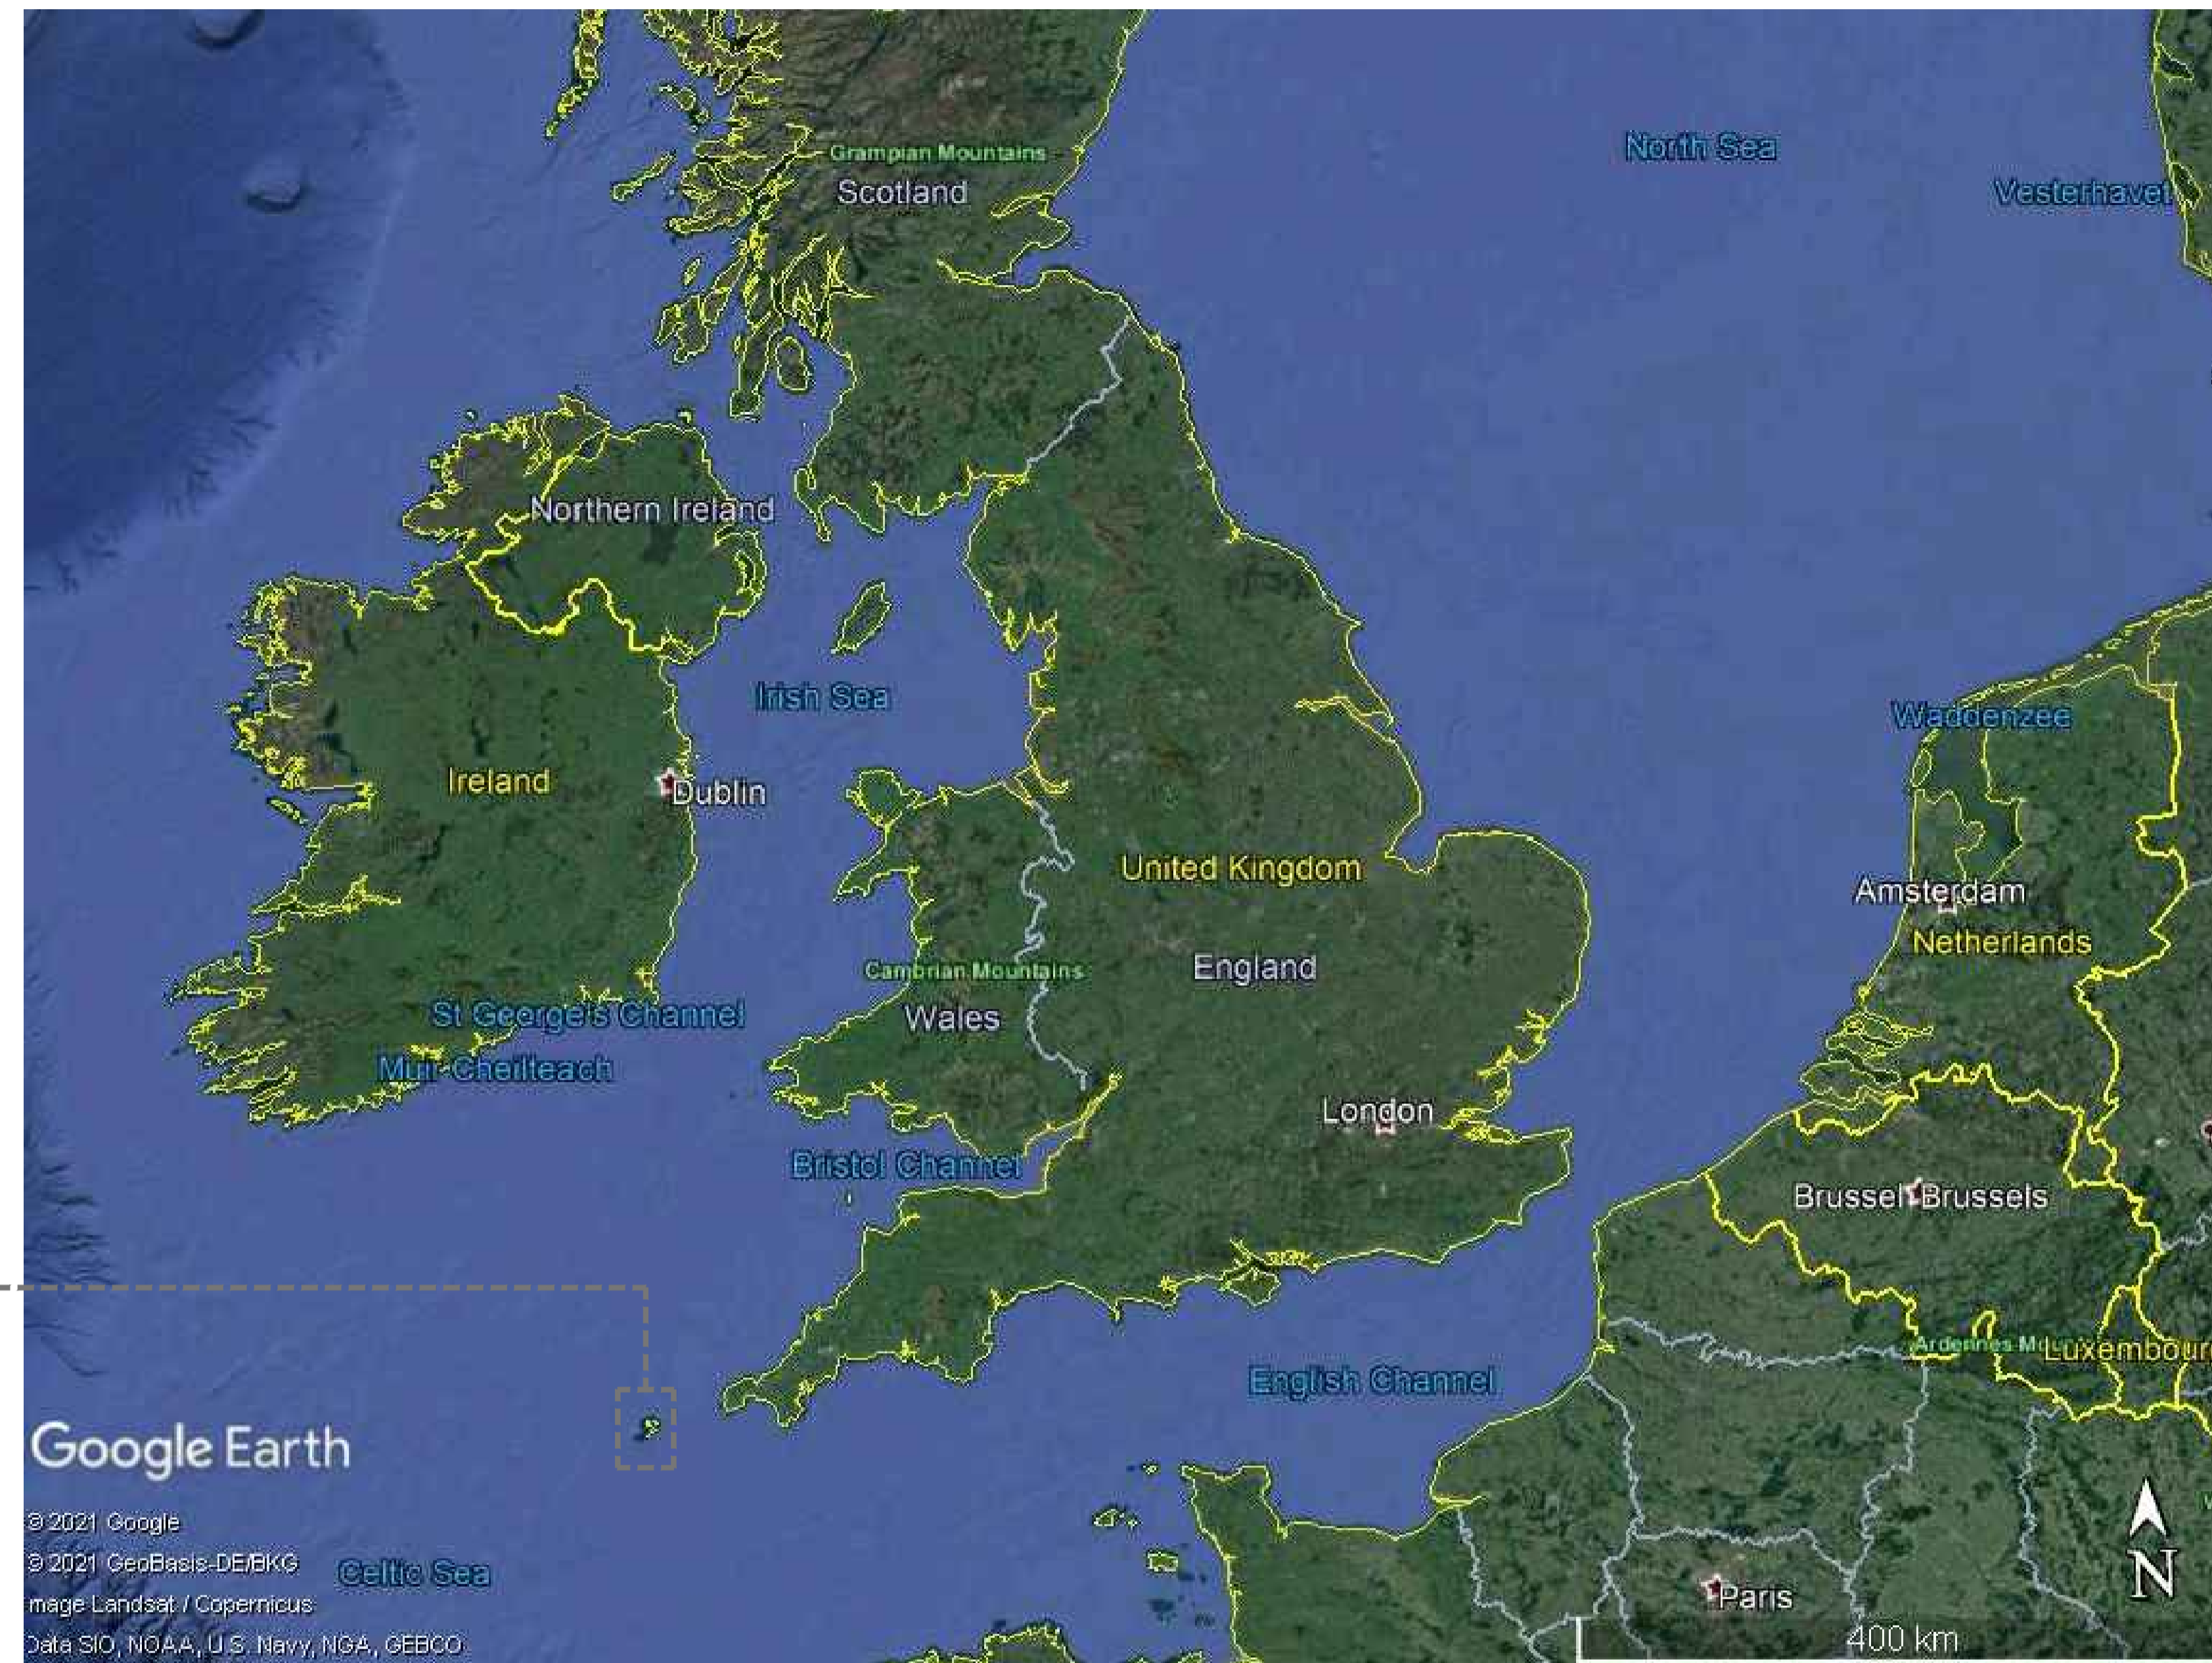 North Sea
Grampian Mountains
Scotland
Vesterhavet
Northern Ireland
Irish Sea
Waddenzee
Ireland
Dublin
United Kingdom
Amsterdam
Netherlands
England
Cambrian Mountains
St George's Channel
Wales
Muir Cheilteach
London
Bristol Channel
Brussel Brussels
Ardennes
Luxembour
English Channel
Google Earth
© 2021 Google
© 2021 GeoBasis-DE/BKG
Celtic Sea
mage Landsat / Copernicus
Data SIO, NOAA, U.S. Navy, NGA, GEBCO
N
Paris
400 km